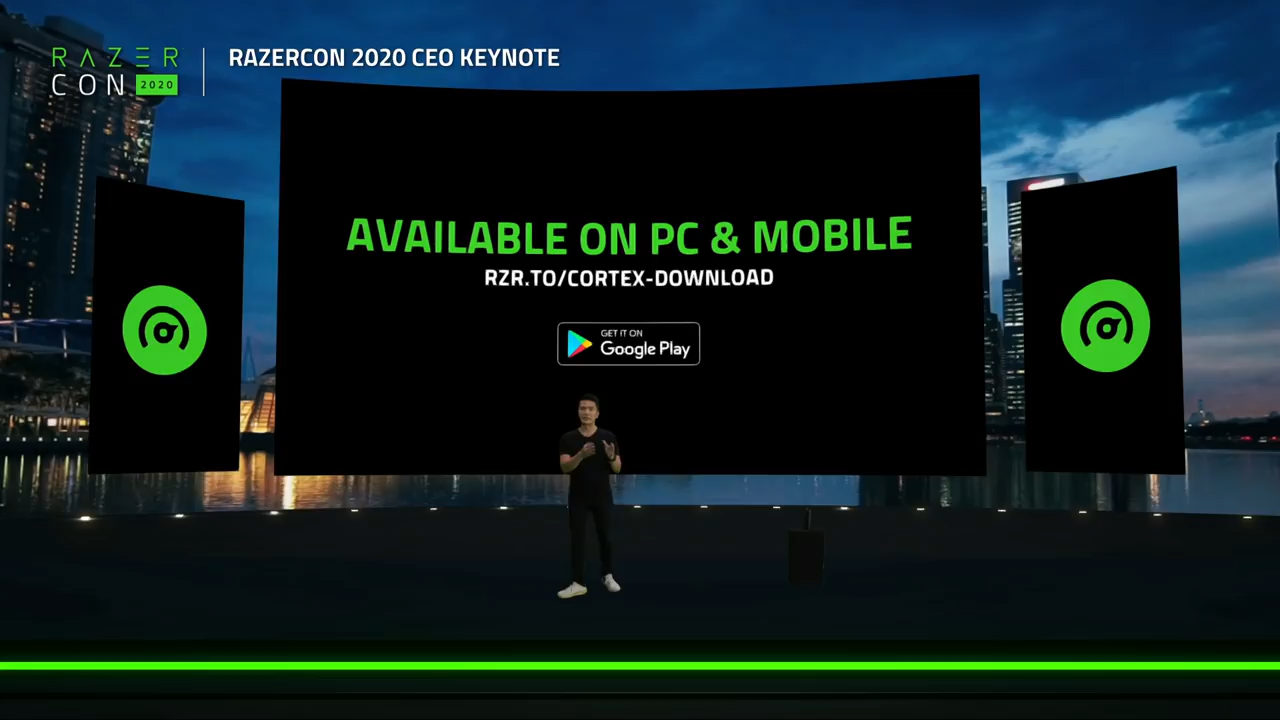 RAZER
CON 2020
RAZERCON 2020 CEO KEYNOTE
AVAILABLE ON PC & MOBILE
RZR.TO/CORTEX-DOWNLOAD
GET IT ON
Google Play